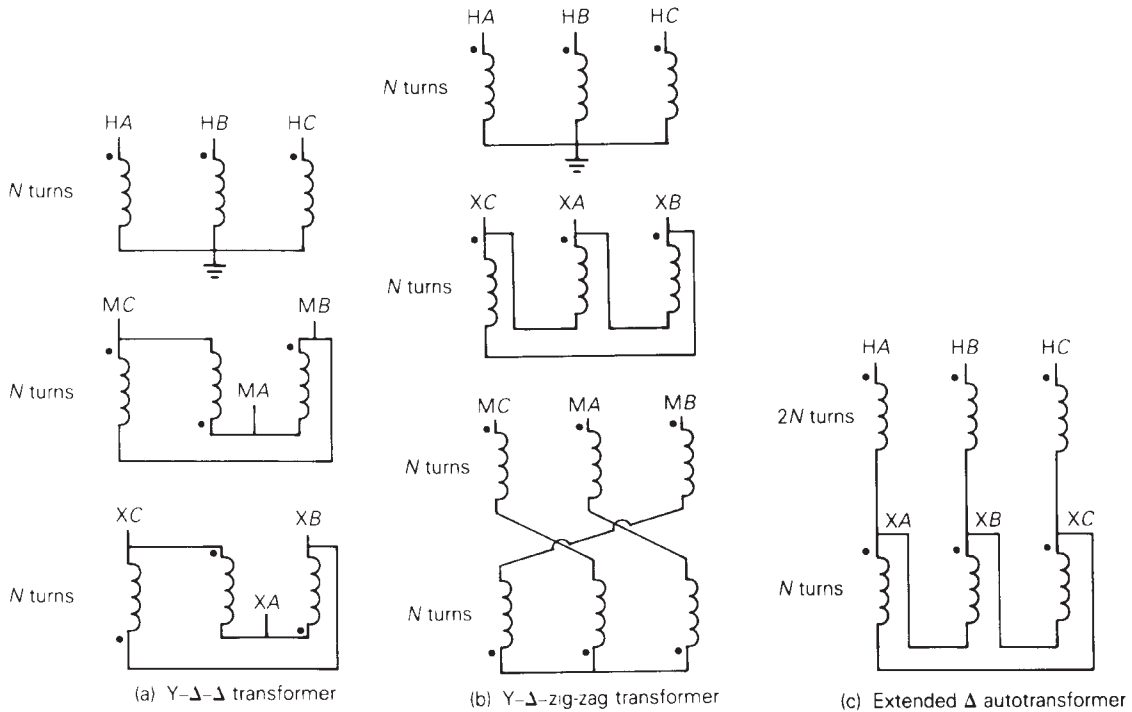 HA HB HC
N turns
MC MB
MA
N turns
XC XB
XA
N turns
(a) Y–Δ–Δ transformer
HA HB HC
N turns
XC XA XB
N turns
MC MA MB
N turns
N turns
(b) Y–Δ–zig-zag transformer
HA HB HC
2N turns
XA XB XC
N turns
(c) Extended Δ autotransformer